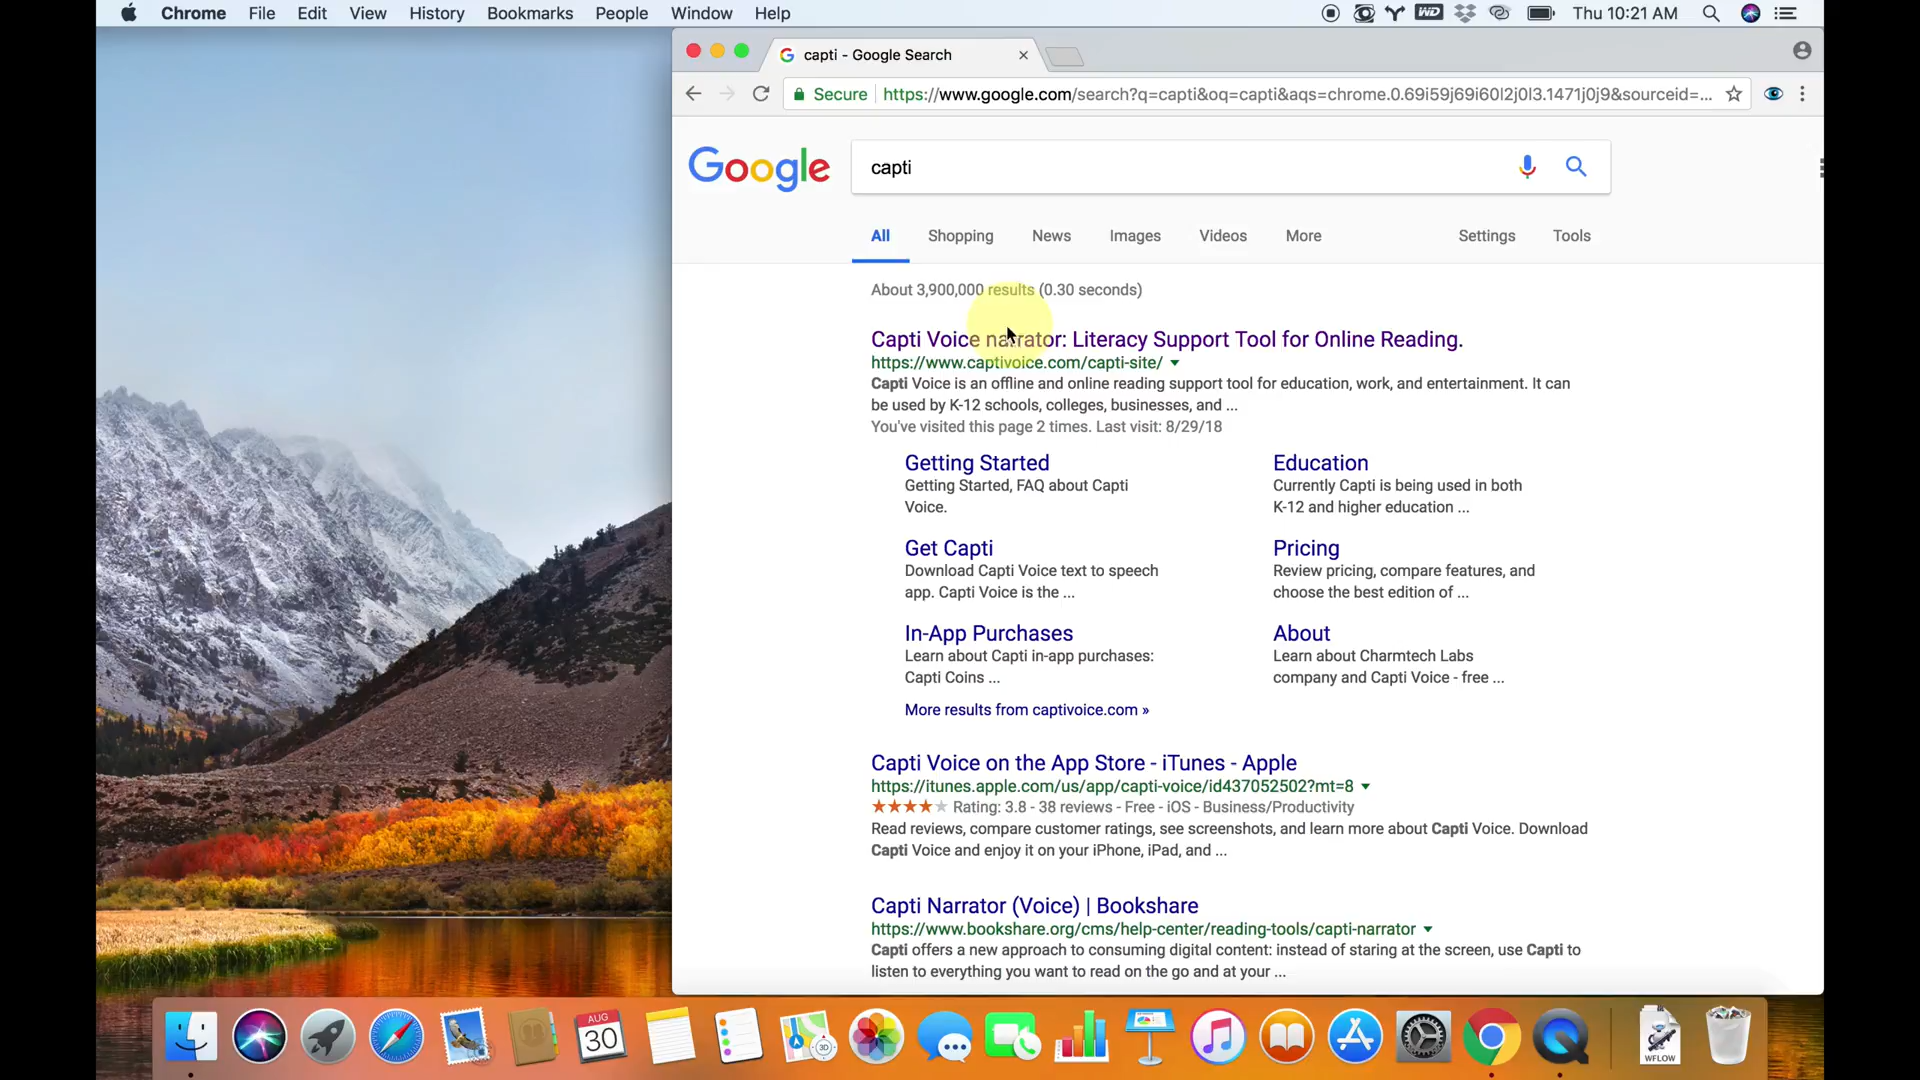 Chrome File Edit View History Bookmarks People Window Help
WD Thu 10:21 AM
capti - Google Search
Secure https://www.google.com/search?q=capti&oq=capti&aqs=chrome.0.69i59j69i60l2j0l3.1471j0j9&sourceid=...
Google capti
All Shopping News Images Videos More Settings Tools
About 3,900,000 results (0.30 seconds)
Capti Voice narrator: Literacy Support Tool for Online Reading.
https://www.captivoice.com/capti-site/
Capti Voice is an offline and online reading support tool for education, work, and entertainment. It can
be used by K-12 schools, colleges, businesses, and ...
You've visited this page 2 times. Last visit: 8/29/18
Getting Started
Getting Started, FAQ about Capti
Voice.
Education
Currently Capti is being used in both
K-12 and higher education ...
Get Capti
Download Capti Voice text to speech
app. Capti Voice is the ...
Pricing
Review pricing, compare features, and
choose the best edition of ...
In-App Purchases
Learn about Capti in-app purchases:
Capti Coins ...
About
Learn about Charmtech Labs
company and Capti Voice - free ...
More results from captivoice.com »
Capti Voice on the App Store - iTunes - Apple
https://itunes.apple.com/us/app/capti-voice/id437052502?mt=8
Rating: 3.8 - 38 reviews - Free - iOS - Business/Productivity
Read reviews, compare customer ratings, see screenshots, and learn more about Capti Voice. Download
Capti Voice and enjoy it on your iPhone, iPad, and ...
Capti Narrator (Voice) | Bookshare
https://www.bookshare.org/cms/help-center/reading-tools/capti-narrator
Capti offers a new approach to consuming digital content: instead of staring at the screen, use Capti to
listen to everything you want to read on the go and at your ...
AUG
30
3D
WFLOW